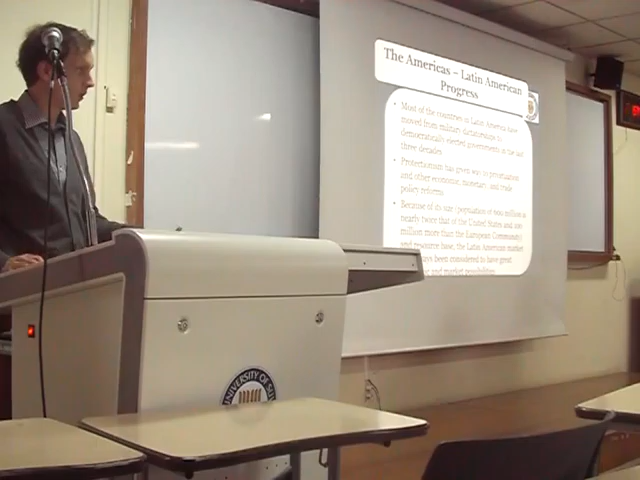 The Americas – Latin American
Progress
• Most of the countries in Latin America have
moved from military dictatorships to
democratically elected governments in the last
three decades.
• Protectionism has given way to privatization
and other economic, monetary, and trade
policy reforms.
• Because of its size (population of 600 million is
nearly twice that of the United States and 100
million more than the European Community)
and resource base, the Latin American market
been considered to have great
and market possibilities.
UNIVERSITY OF